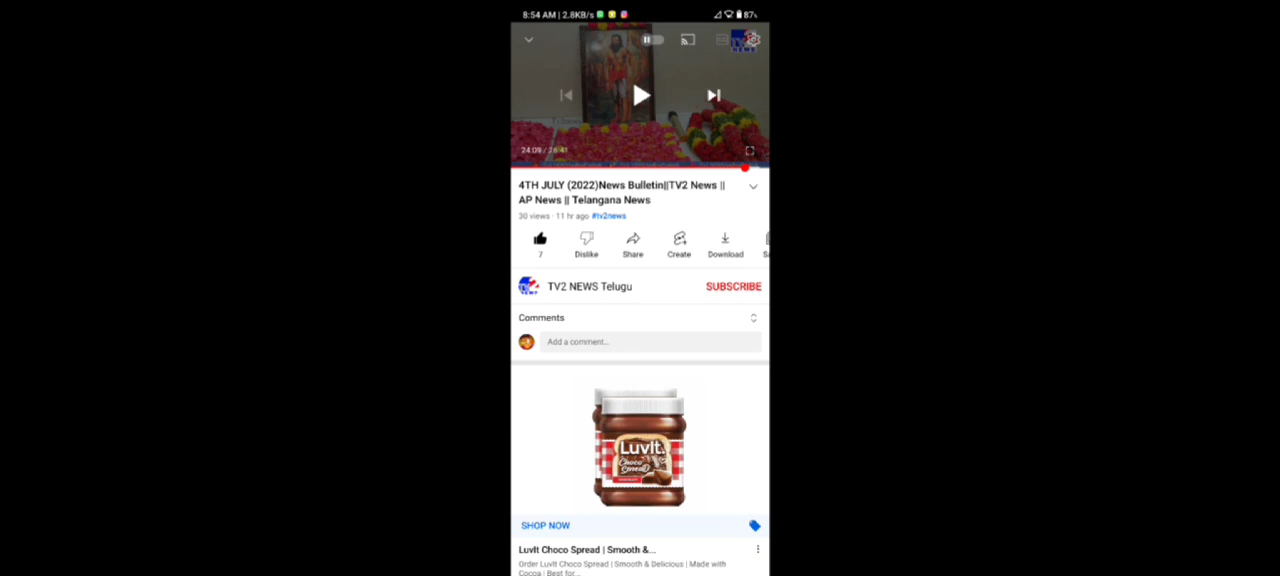 8:54 AM | 2.8KB/s
87%
NEWS
24:09 / 26:41
4TH JULY (2022)News Bulletin||TV2 News ||
AP News || Telangana News
30 views · 11 hr ago #tv2news
7
Dislike
Share
Create
Download
Sa
TV2 NEWS Telugu
SUBSCRIBE
Comments
Add a comment...
LuvIt.
Choco
Spread
SHOP NOW
LuvIt Choco Spread | Smooth &...
Order LuvIt Choco Spread | Smooth & Delicious | Made with
Cocoa | Best for...